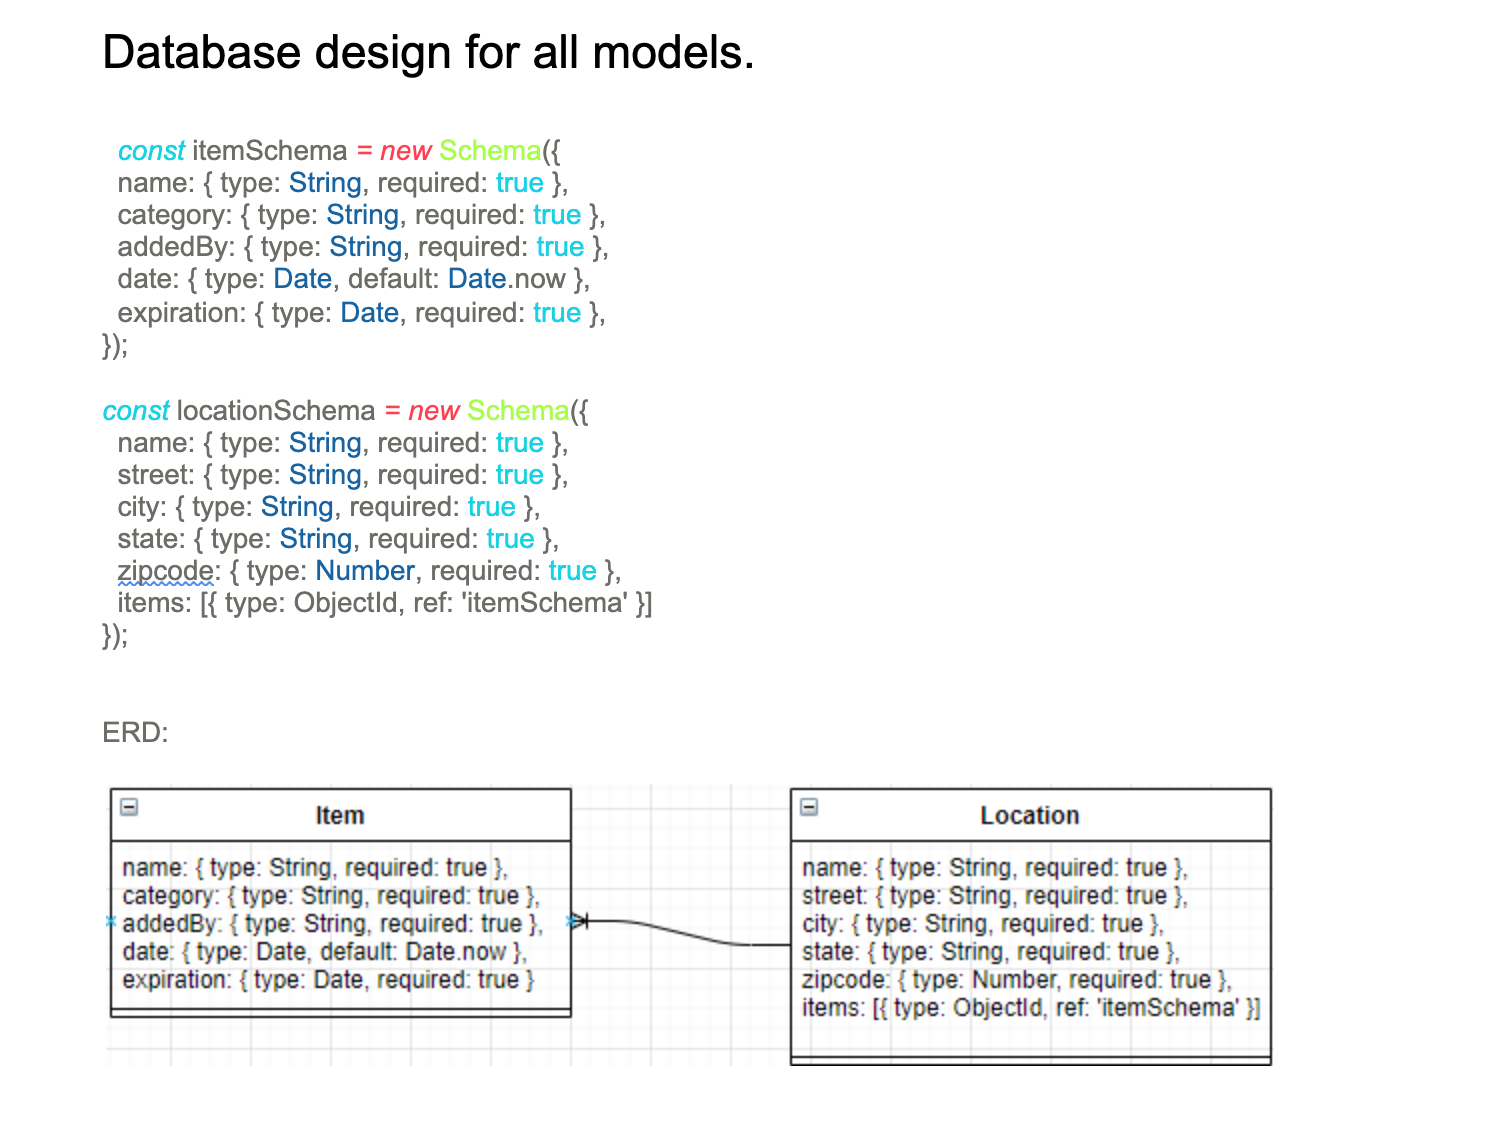 Database design for all models.
const itemSchema = new Schema({
name: { type: String, required: true },
category: { type: String, required: true },
addedBy: { type: String, required: true },
date: { type: Date, default: Date.now },
expiration: { type: Date, required: true },
});
const locationSchema = new Schema({
name: { type: String, required: true },
street: { type: String, required: true },
city: { type: String, required: true },
state: { type: String, required: true },
zipcode: { type: Number, required: true },
items: [{ type: ObjectId, ref: 'itemSchema' }]
});
ERD:
Item
name: { type: String, required: true },
category: { type: String, required: true },
addedBy: { type: String, required: true },
date: { type: Date, default: Date.now },
expiration: { type: Date, required: true }
Location
name: { type: String, required: true },
street: { type: String, required: true },
city: { type: String, required: true },
state: { type: String, required: true },
zipcode: { type: Number, required: true },
items: [{ type: ObjectId, ref: 'itemSchema' }]